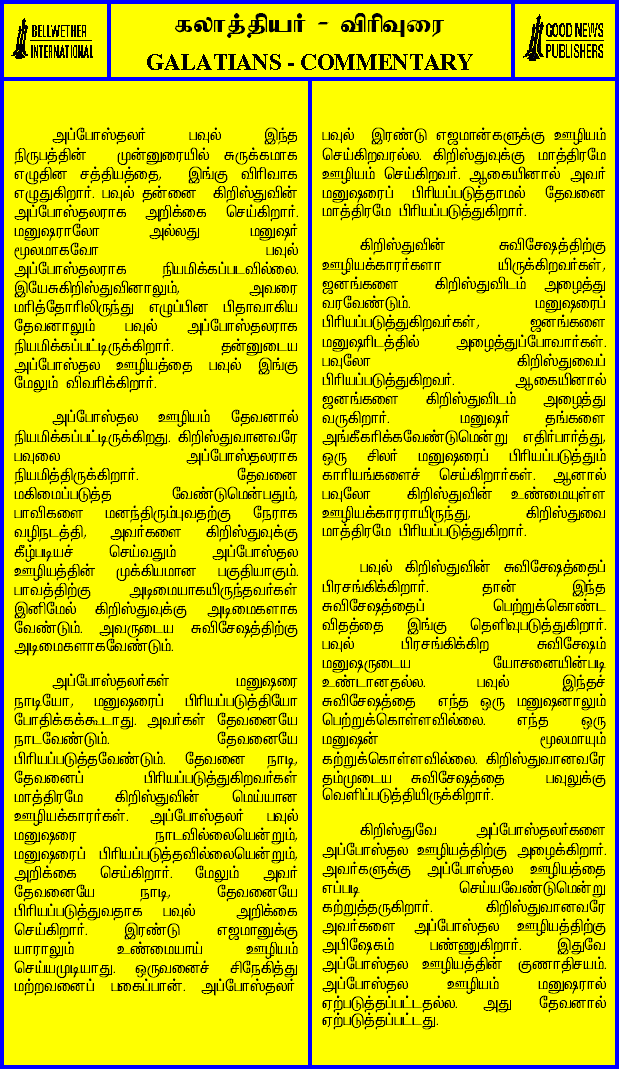 BELLWETHER
INTERNATIONAL
கலாத்தியர் - விரிவுரை
GALATIANS - COMMENTARY
GOOD NEWS
PUBLISHERS
அப்போஸ்தலர் பவுல் இந்த
நிருபத்தின் முன்னுரையில் சுருக்கமாக
எழுதின சத்தியத்தை, இங்கு விரிவாக
எழுதுகிறார். பவுல் தன்னை கிறிஸ்துவின்
அப்போஸ்தலராக அறிக்கை செய்கிறார்.
மனுஷராலோ அல்லது மனுஷர்
மூலமாகவோ பவுல்
அப்போஸ்தலராக நியமிக்கப்படவில்லை.
இயேசுகிறிஸ்துவினாலும், அவரை
மரித்தோரிலிருந்து எழுப்பின பிதாவாகிய
தேவனாலும் பவுல் அப்போஸ்தலராக
நியமிக்கப்பட்டிருக்கிறார். தன்னுடைய
அப்போஸ்தல ஊழியத்தை பவுல் இங்கு
மேலும் விவரிக்கிறார்.
அப்போஸ்தல ஊழியம் தேவனால்
நியமிக்கப்பட்டிருக்கிறது. கிறிஸ்துவானவரே
பவுலை அப்போஸ்தலராக
நியமித்திருக்கிறார். தேவனை
மகிமைப்படுத்த வேண்டுமென்பதும்,
பாவிகளை மனந்திரும்புவதற்கு நேராக
வழிநடத்தி, அவர்களை கிறிஸ்துவுக்கு
கீழ்படியச் செய்வதும் அப்போஸ்தல
ஊழியத்தின் முக்கியமான பகுதியாகும்.
பாவத்திற்கு அடிமையாகயிருந்தவர்கள்
இனிமேல் கிறிஸ்துவுக்கு அடிமைகளாக
வேண்டும். அவருடைய சுவிசேஷத்திற்கு
அடிமைகளாகவேண்டும்.
அப்போஸ்தலர்கள் மனுஷரை
நாடியோ, மனுஷரைப் பிரியப்படுத்தியோ
போதிக்கக்கூடாது. அவர்கள் தேவனையே
நாடவேண்டும். தேவனையே
பிரியப்படுத்தவேண்டும். தேவனை நாடி,
தேவனைப் பிரியப்படுத்துகிறவர்கள்
மாத்திரமே கிறிஸ்துவின் மெய்யான
ஊழியக்காரர்கள். அப்போஸ்தலர் பவுல்
மனுஷரை நாடவில்லையென்றும்,
மனுஷரைப் பிரியப்படுத்தவில்லையென்றும்,
அறிக்கை செய்கிறார். மேலும் அவர்
தேவனையே நாடி, தேவனையே
பிரியப்படுத்துவதாக பவுல் அறிக்கை
செய்கிறார். இரண்டு எஜமானுக்கு
யாராலும் உண்மையாய் ஊழியம்
செய்யமுடியாது. ஒருவனைச் சிநேகித்து
மற்றவனைப் பகைப்பான். அப்போஸ்தலர்
பவுல் இரண்டு எஜமான்களுக்கு ஊழியம்
செய்கிறவரல்ல. கிறிஸ்துவுக்கு மாத்திரமே
ஊழியம் செய்கிறவர். ஆகையினால் அவர்
மனுஷரைப் பிரியப்படுத்தாமல் தேவனை
மாத்திரமே பிரியப்படுத்துகிறார்.
கிறிஸ்துவின் சுவிசேஷத்திற்கு
ஊழியக்காரர்களா யிருக்கிறவர்கள்,
ஜனங்களை கிறிஸ்துவிடம் அழைத்து
வரவேண்டும். மனுஷரைப்
பிரியப்படுத்துகிறவர்கள், ஜனங்களை
மனுஷரிடத்தில் அழைத்துப்போவார்கள்.
பவுலோ கிறிஸ்துவைப்
பிரியப்படுத்துகிறவர். ஆகையினால்
ஜனங்களை கிறிஸ்துவிடம் அழைத்து
வருகிறார். மனுஷர் தங்களை
அங்கீகரிக்கவேண்டுமென்று எதிர்பார்த்து,
ஒரு சிலர் மனுஷரைப் பிரியப்படுத்தும்
காரியங்களைச் செய்கிறார்கள். ஆனால்
பவுலோ கிறிஸ்துவின் உண்மையுள்ள
ஊழியக்காரராயிருந்து, கிறிஸ்துவை
மாத்திரமே பிரியப்படுத்துகிறார்.
பவுல் கிறிஸ்துவின் சுவிசேஷத்தைப்
பிரசங்கிக்கிறார். தான் இந்த
சுவிசேஷத்தைப் பெற்றுக்கொண்ட
விதத்தை இங்கு தெளிவுபடுத்துகிறார்.
பவுல் பிரசங்கிக்கிற சுவிசேஷம்
மனுஷருடைய யோசனையின்படி
உண்டானதல்ல. பவுல் இந்தச்
சுவிசேஷத்தை எந்த ஒரு மனுஷனாலும்
பெற்றுக்கொள்ளவில்லை. எந்த ஒரு
மனுஷன் மூலமாயும்
கற்றுக்கொள்ளவில்லை. கிறிஸ்துவானவரே
தம்முடைய சுவிசேஷத்தை பவுலுக்கு
வெளிப்படுத்தியிருக்கிறார்.
கிறிஸ்துவே அப்போஸ்தலர்களை
அப்போஸ்தல ஊழியத்திற்கு அழைக்கிறார்.
அவர்களுக்கு அப்போஸ்தல ஊழியத்தை
எப்படி செய்யவேண்டுமென்று
கற்றுத்தருகிறார். கிறிஸ்துவானவரே
அவர்களை அப்போஸ்தல ஊழியத்திற்கு
அபிஷேகம் பண்ணுகிறார். இதுவே
அப்போஸ்தல ஊழியத்தின் குணாதிசயம்.
அப்போஸ்தல ஊழியம் மனுஷரால்
ஏற்படுத்தப்பட்டதல்ல. அது தேவனால்
ஏற்படுத்தப்பட்டது.